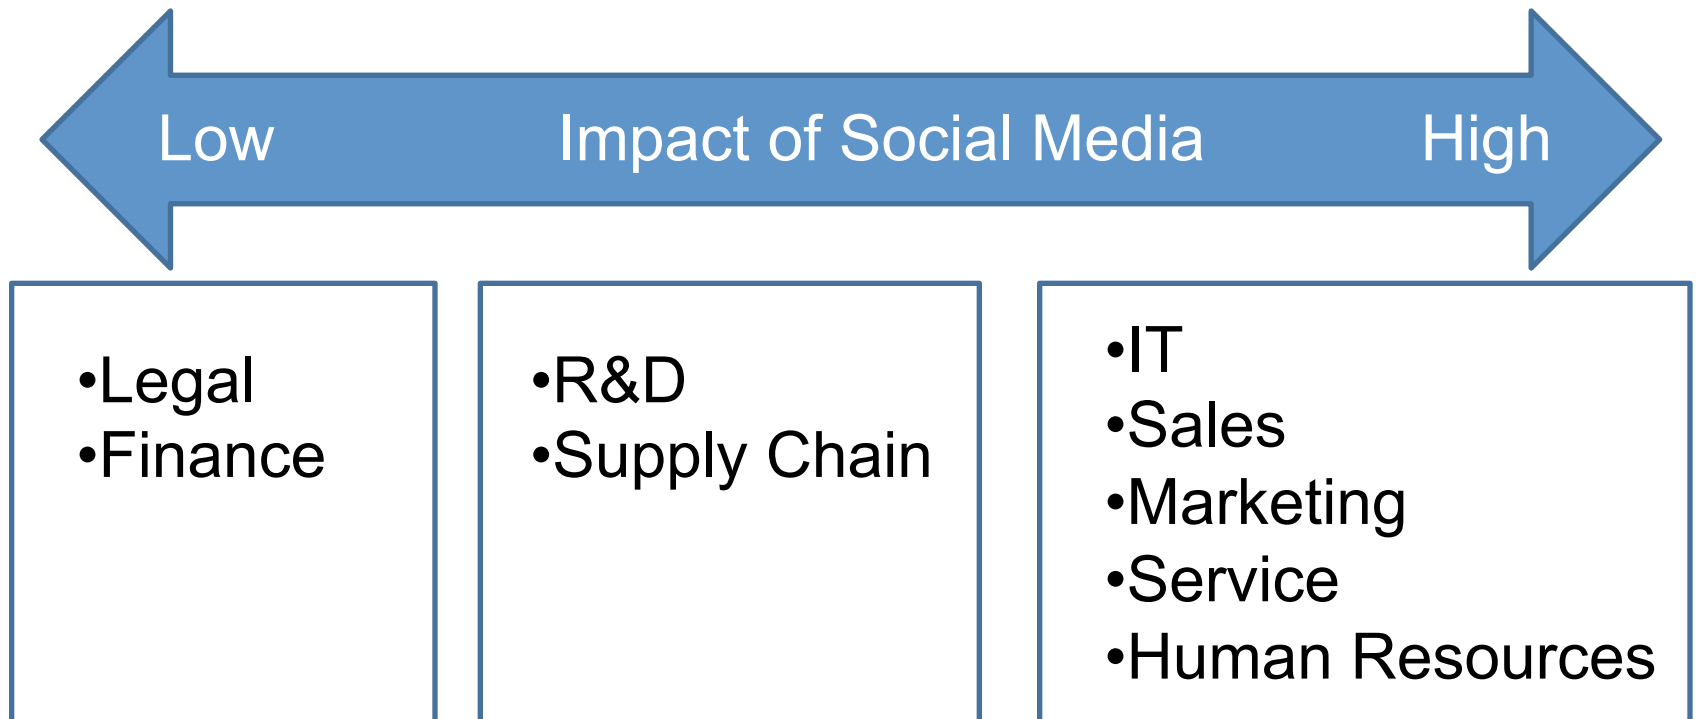 Low Impact of Social Media High
•Legal
•Finance
•R&D
•Supply Chain
•IT
•Sales
•Marketing
•Service
•Human Resources